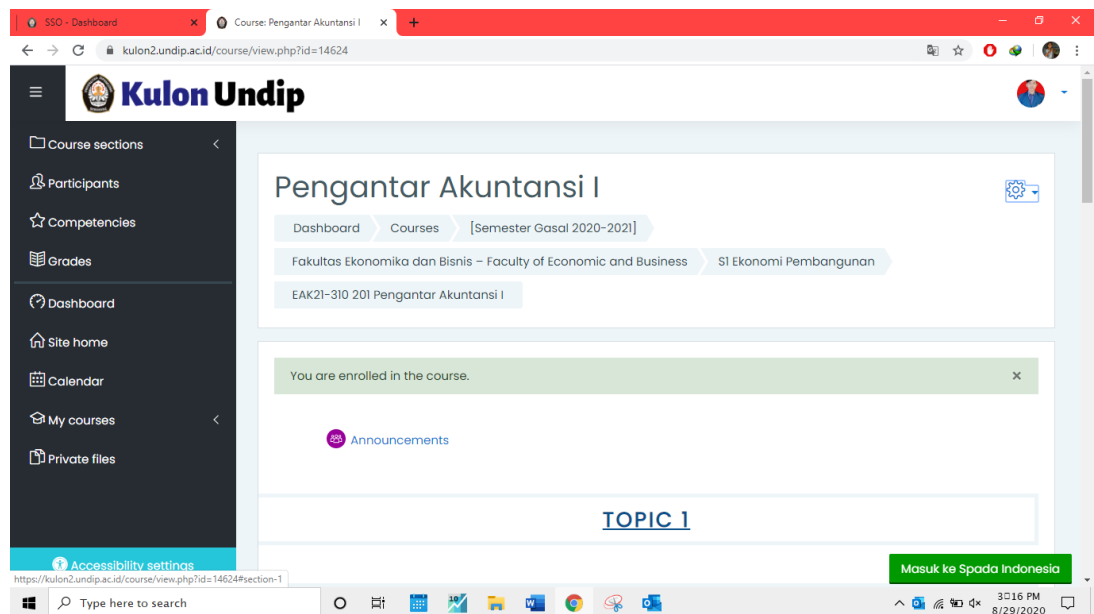 SSO - Dashboard
Course: Pengantar Akuntansi I
kulon2.undip.ac.id/course/view.php?id=14624
Kulon Undip
Course sections
Participants
Competencies
Grades
Dashboard
Site home
Calendar
My courses
Private files
Accessibility settings
Pengantar Akuntansi I
Dashboard Courses [Semester Gasal 2020-2021]
Fakultas Ekonomika dan Bisnis – Faculty of Economic and Business S1 Ekonomi Pembangunan
EAK21-310 201 Pengantar Akuntansi I
You are enrolled in the course.
Announcements
TOPIC 1
Masuk ke Spada Indonesia
https://kulon2.undip.ac.id/course/view.php?id=14624#section-1
Type here to search
3:16 PM
8/29/2020